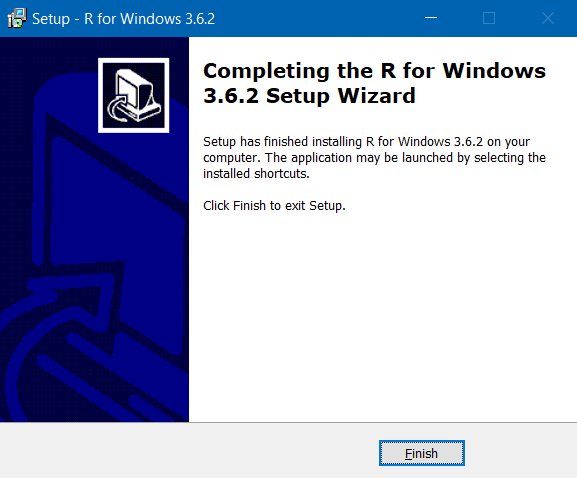 Setup - R for Windows 3.6.2
Completing the R for Windows
3.6.2 Setup Wizard
Setup has finished installing R for Windows 3.6.2 on your
computer. The application may be launched by selecting the
installed shortcuts.
Click Finish to exit Setup.
Finish